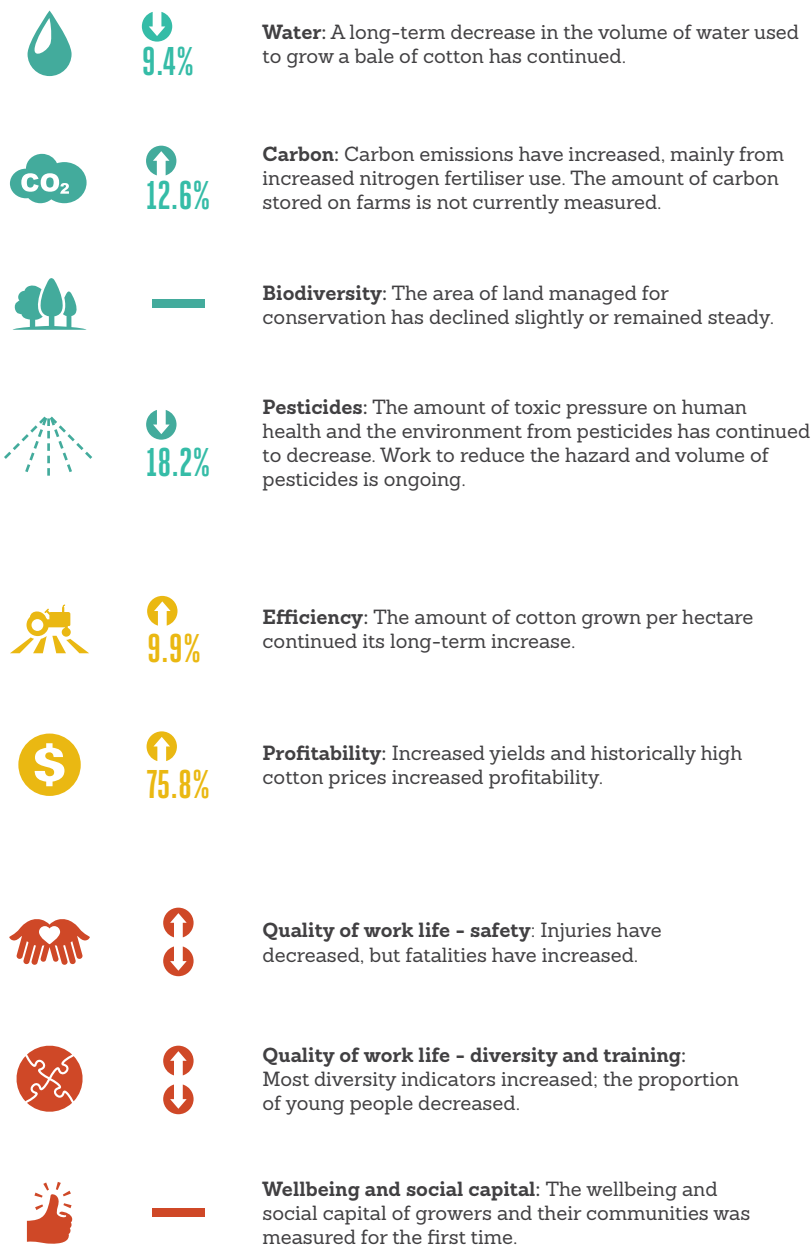 9.4%
Water: A long-term decrease in the volume of water used
to grow a bale of cotton has continued.
CO₂
12.6%
Carbon: Carbon emissions have increased, mainly from
increased nitrogen fertiliser use. The amount of carbon
stored on farms is not currently measured.
Biodiversity: The area of land managed for
conservation has declined slightly or remained steady.
18.2%
Pesticides: The amount of toxic pressure on human
health and the environment from pesticides has continued
to decrease. Work to reduce the hazard and volume of
pesticides is ongoing.
9.9%
Efficiency: The amount of cotton grown per hectare
continued its long-term increase.
$
75.8%
Profitability: Increased yields and historically high
cotton prices increased profitability.
Quality of work life - safety: Injuries have
decreased, but fatalities have increased.
Quality of work life - diversity and training:
Most diversity indicators increased; the proportion
of young people decreased.
Wellbeing and social capital: The wellbeing and
social capital of growers and their communities was
measured for the first time.